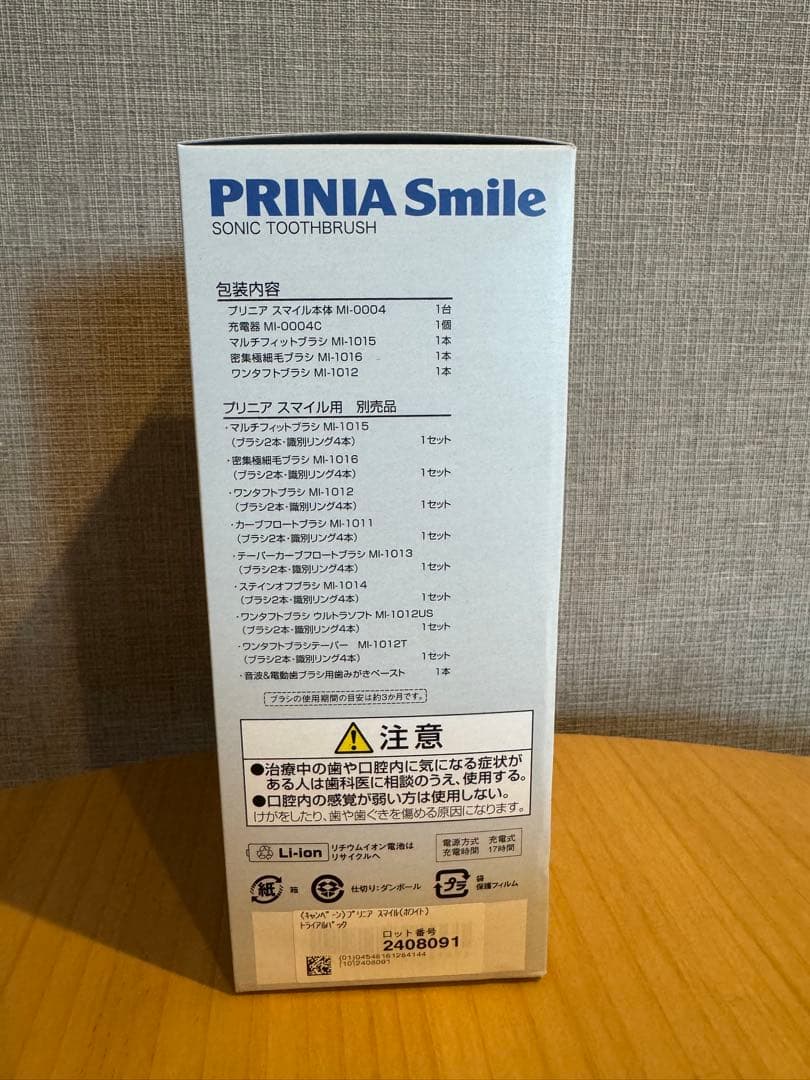 PRINIA Smile
SONIC TOOTHBRUSH
包装内容
プリニア スマイル本体 MI-0004 1台
充電器 MI-0004C 1個
マルチフィットブラシ MI-1015 1本
密集極細毛ブラシ MI-1016 1本
ワンタフトブラシ MI-1012 1本
プリニア スマイル用 別売品
・マルチフィットブラシ MI-1015
(ブラシ2本・識別リング4本) 1セット
・密集極細毛ブラシ MI-1016
(ブラシ2本・識別リング4本) 1セット
・ワンタフトブラシ MI-1012
(ブラシ2本・識別リング4本) 1セット
・カーブフロートブラシ MI-1011
(ブラシ2本・識別リング4本) 1セット
・テーパーカーブフロートブラシ MI-1013
(ブラシ2本・識別リング4本) 1セット
・ステインオフブラシ MI-1014
(ブラシ2本・識別リング4本) 1セット
・ワンタフトブラシ ウルトラソフト MI-1012US
(ブラシ2本・識別リング4本) 1セット
・ワンタフトブラシテーパー MI-1012T
(ブラシ2本・識別リング4本) 1セット
・音波&電動歯ブラシ用歯みがきペースト 1本
ブラシの使用期間の目安は約3か月です。
注意
●治療中の歯や口腔内に気になる症状が
ある人は歯科医に相談のうえ、使用する。
●口腔内の感覚が弱い方は使用しない。
けがをしたり、歯や歯ぐきを傷める原因になります。
Li-ion リチウムイオン電池は
リサイクルへ
電源方式 充電式
充電時間 17時間
紙 箱
仕切り:ダンボール
プラ 袋
保護フィルム
(キャンペーン)プリニア スマイル(ホワイト)
トライアルパック
ロット番号
2408091
(01)04548161284144
(10)2408091